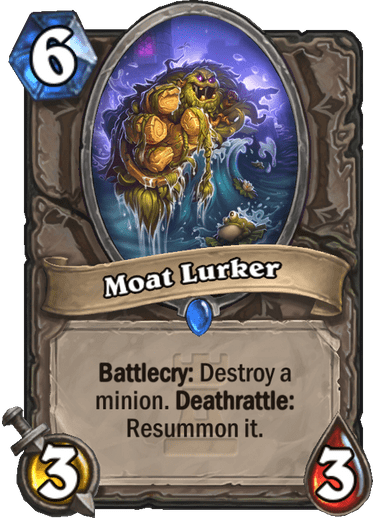 6
Moat Lurker
Battlecry: Destroy a
minion. Deathrattle:
Resummon it.
3
3